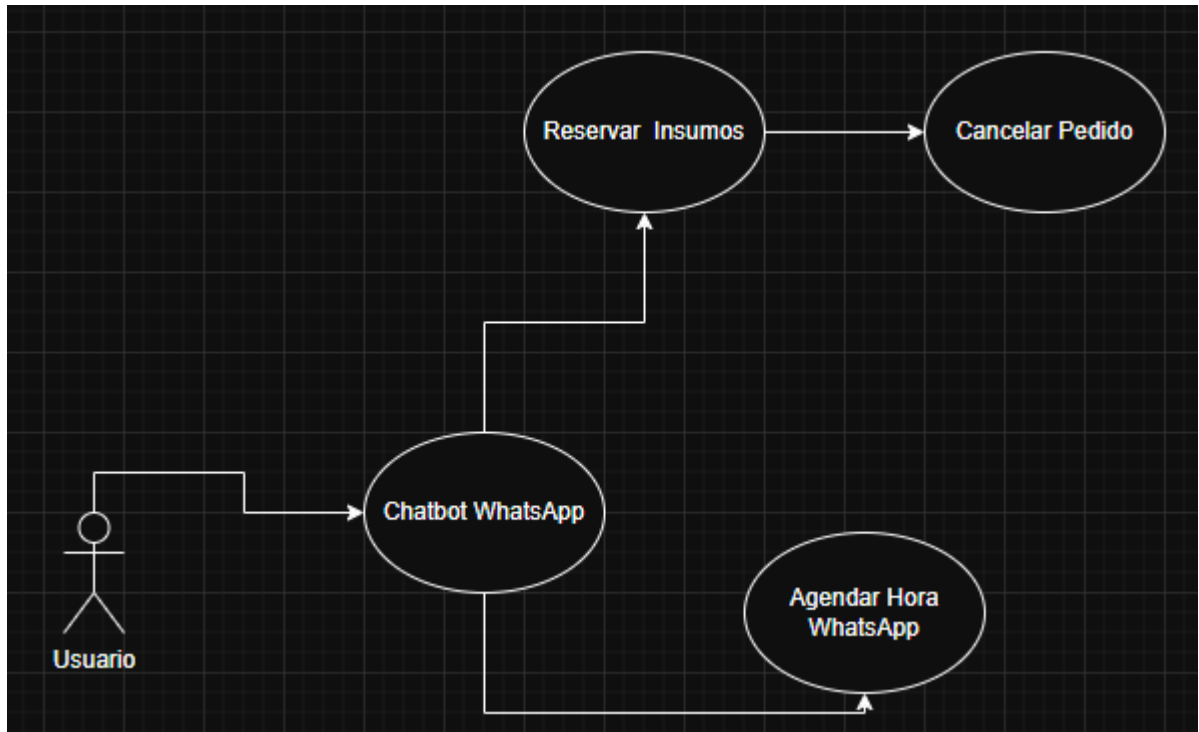 Reservar Insumos
Cancelar Pedido
Chatbot WhatsApp
Agendar Hora
WhatsApp
Usuario